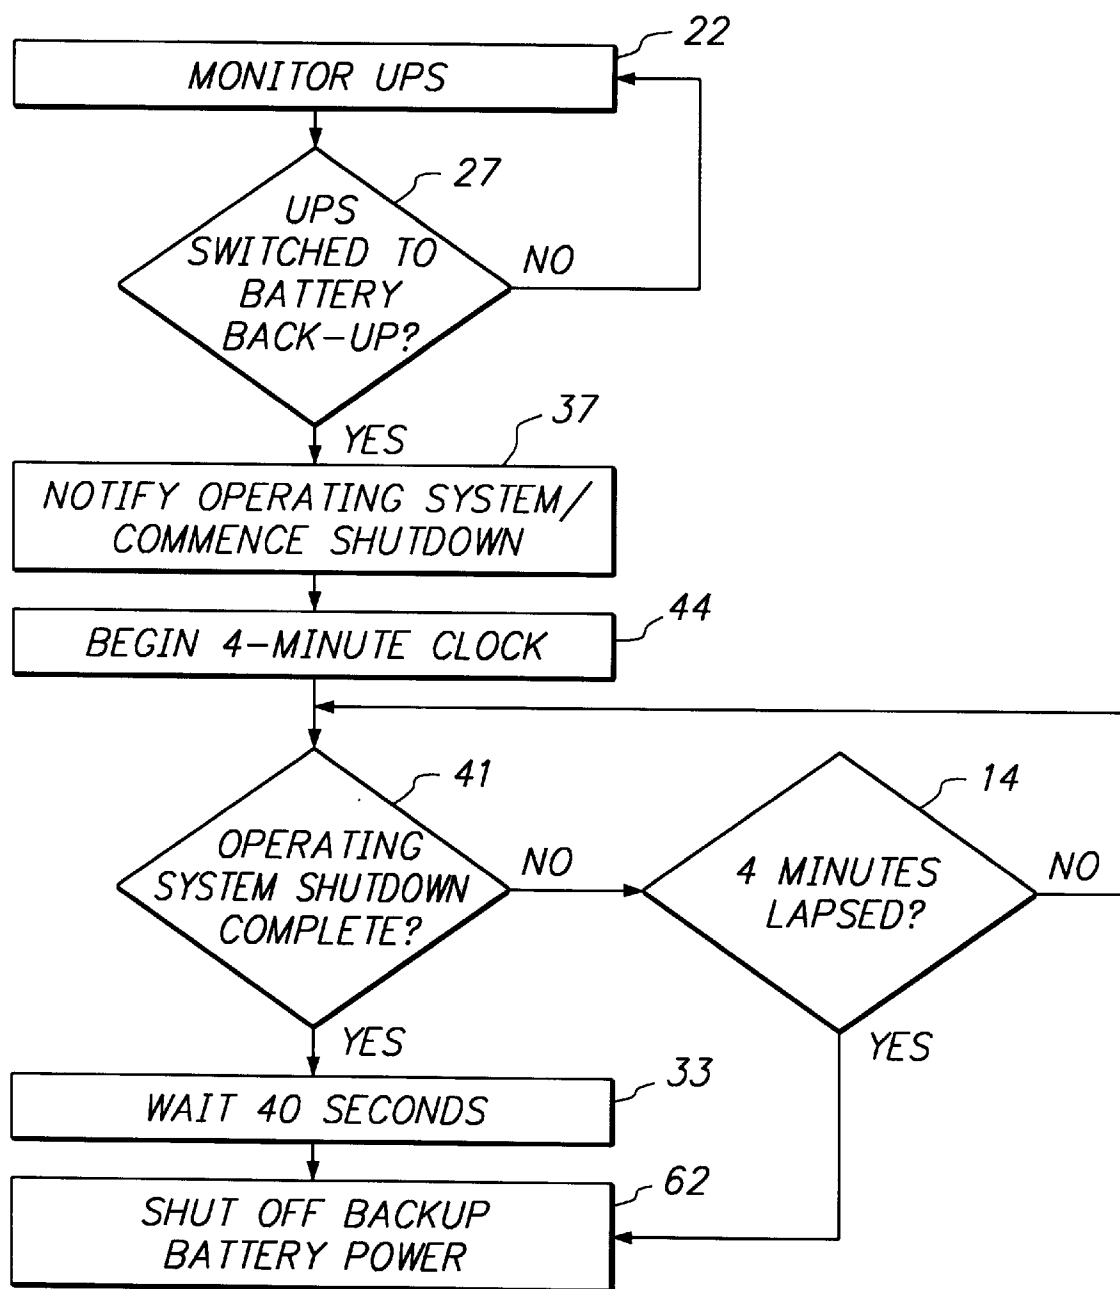 22
MONITOR UPS
27
UPS
SWITCHED TO
BATTERY
BACK-UP?
NO
YES
37
NOTIFY OPERATING SYSTEM/
COMMENCE SHUTDOWN
44
BEGIN 4-MINUTE CLOCK
41
OPERATING
SYSTEM SHUTDOWN
COMPLETE?
NO
14
4 MINUTES
LAPSED?
NO
YES
YES
33
WAIT 40 SECONDS
62
SHUT OFF BACKUP
BATTERY POWER